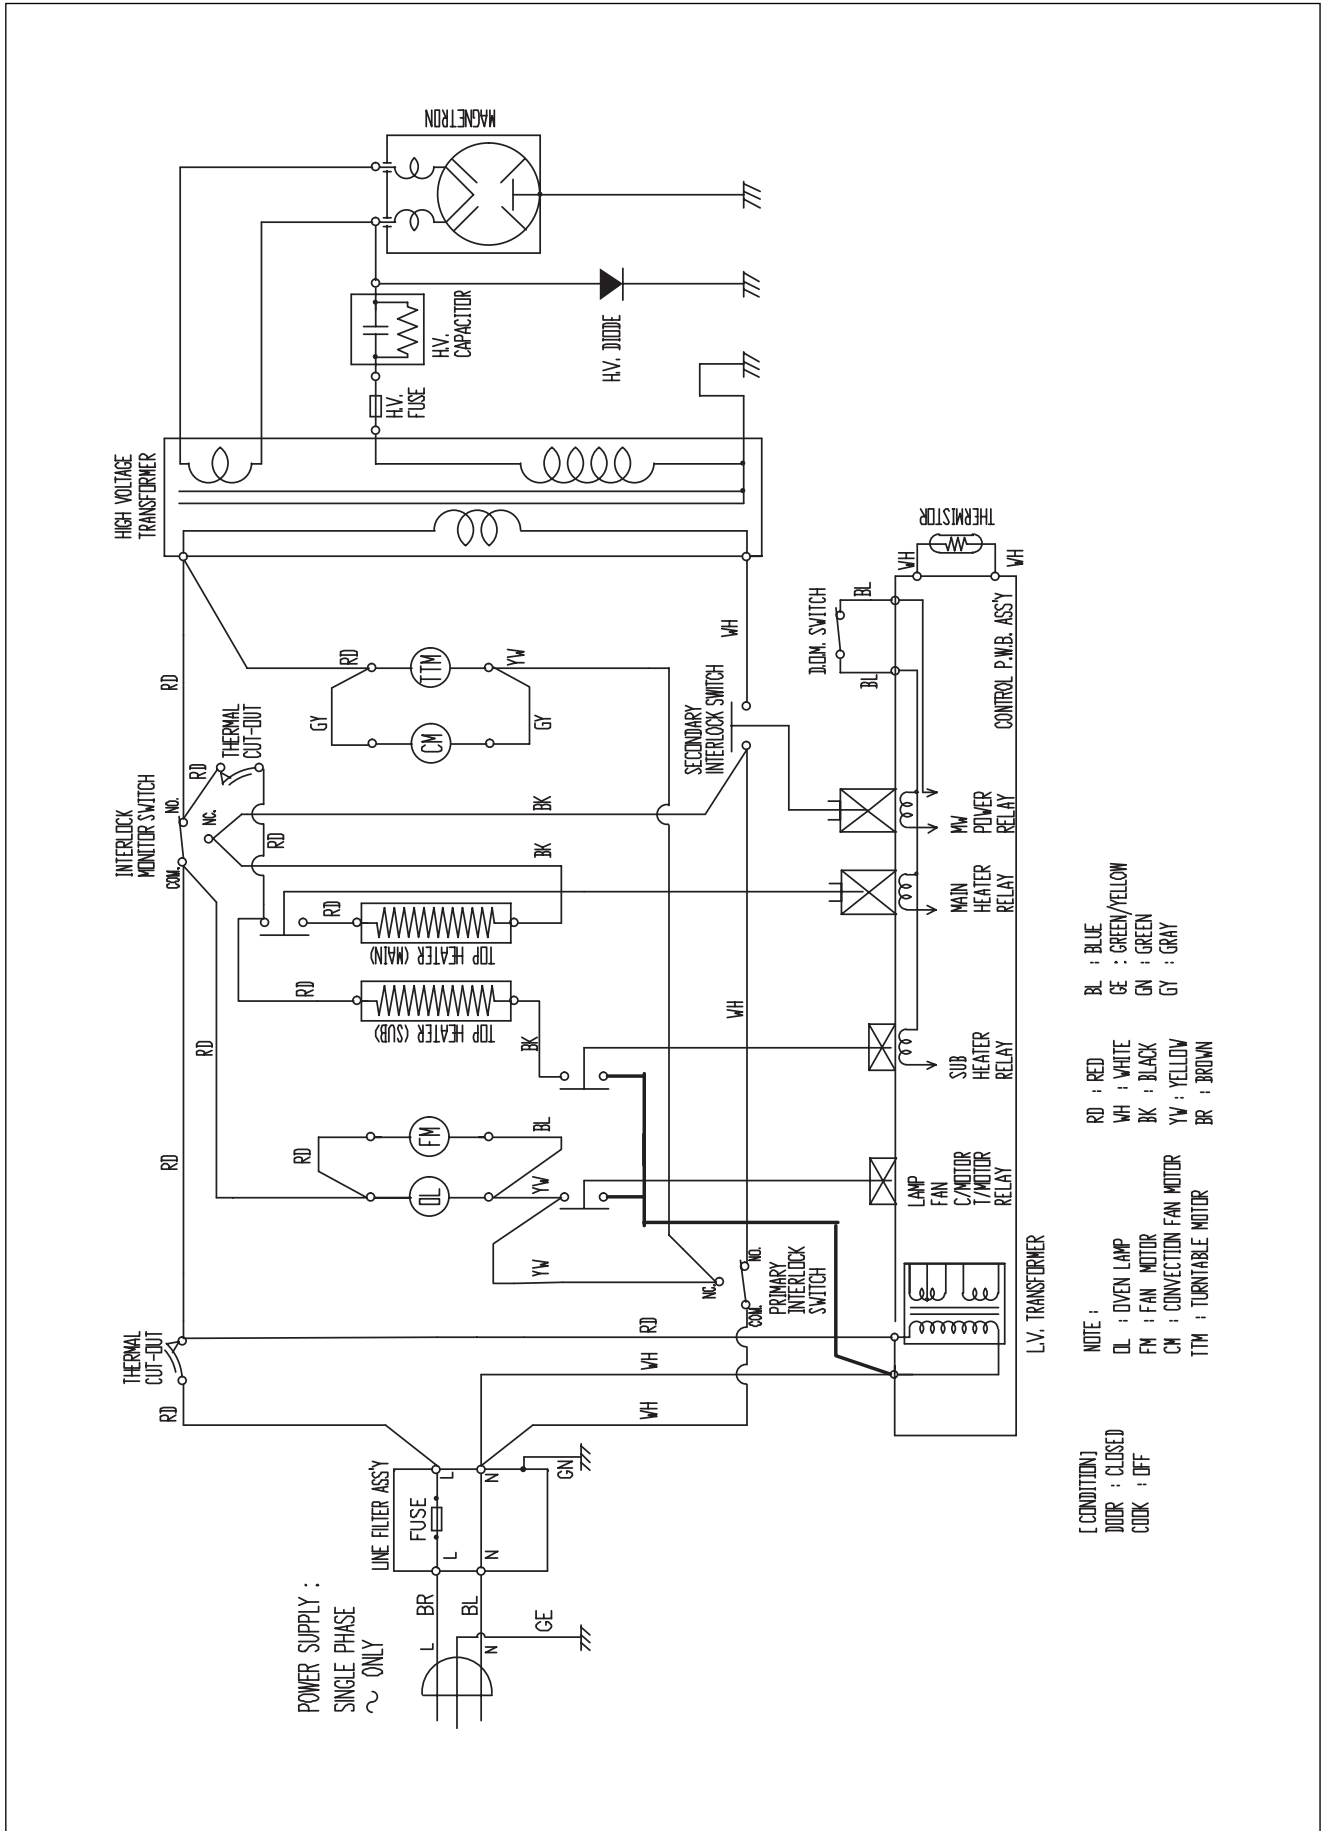 POWER SUPPLY :
SINGLE PHASE
~ ONLY
L
N
BR
BL
GE
LINE FILTER ASS'Y
FUSE
L
N
L
N
GN
RD
WH
THERMAL
CUT-OUT
RD
WH
RD
RD
COM.
NO.
NC.
PRIMARY
INTERLOCK
SWITCH
YW
YW
OL
FM
RD
BL
RD
BK
TOP HEATER (SUB)
RD
TOP HEATER (MAIN)
RD
WH
INTERLOCK
MONITOR SWITCH
COM.
NO.
NC.
RD
BK
BK
THERMAL
CUT-OUT
RD
RD
GY
GY
CM
TTM
RD
YW
SECONDARY
INTERLOCK SWITCH
WH
HIGH VOLTAGE
TRANSFORMER
H.V.
FUSE
H.V.
CAPACITOR
H.V. DIODE
MAGNETRON
L.V. TRANSFORMER
LAMP
FAN
C/MOTOR
T/MOTOR
RELAY
SUB
HEATER
RELAY
MAIN
HEATER
RELAY
MW
POWER
RELAY
D.O.M. SWITCH
BL
BL
CONTROL P.W.B. ASS'Y
WH
WH
THERMISTOR
[CONDITION]
DOOR : CLOSED
COOK : OFF
NOTE :
OL : OVEN LAMP
FM : FAN MOTOR
CM : CONVECTION FAN MOTOR
TTM : TURNTABLE MOTOR
RD : RED
WH : WHITE
BK : BLACK
YW : YELLOW
BR : BROWN
BL : BLUE
GE : GREEN/YELLOW
GN : GREEN
GY : GRAY